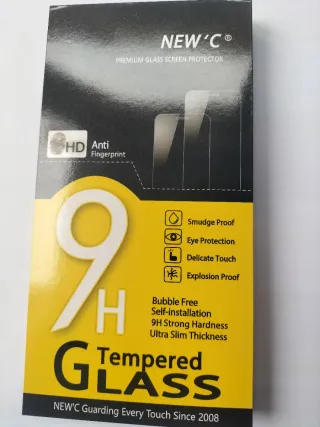 NEW'C®
PREMIUM GLASS SCREEN PROTECTOR
HD Anti
Fingerprint
9H
Smudge Proof
Eye Protection
Delicate Touch
Explosion Proof
Bubble Free
Self-installation
9H Strong Hardness
Ultra Slim Thickness
Tempered
GLASS
NEW'C Guarding Every Touch Since 2008